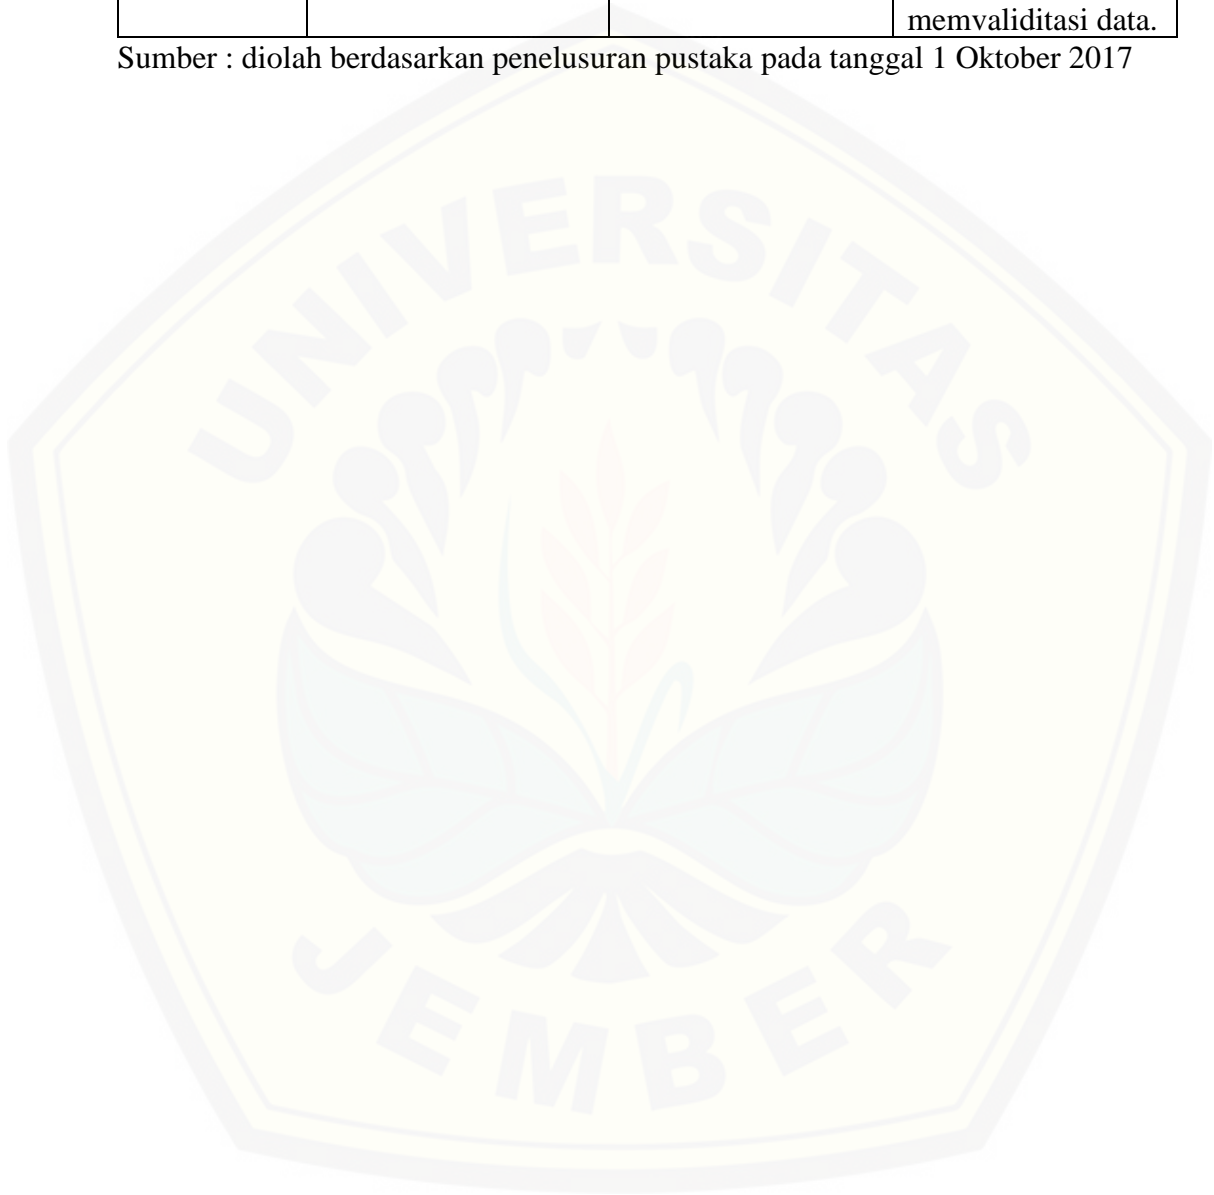 memvaliditasi data.
Sumber : diolah berdasarkan penelusuran pustaka pada tanggal 1 Oktober 2017
UNIVERSITAS
JEMBER